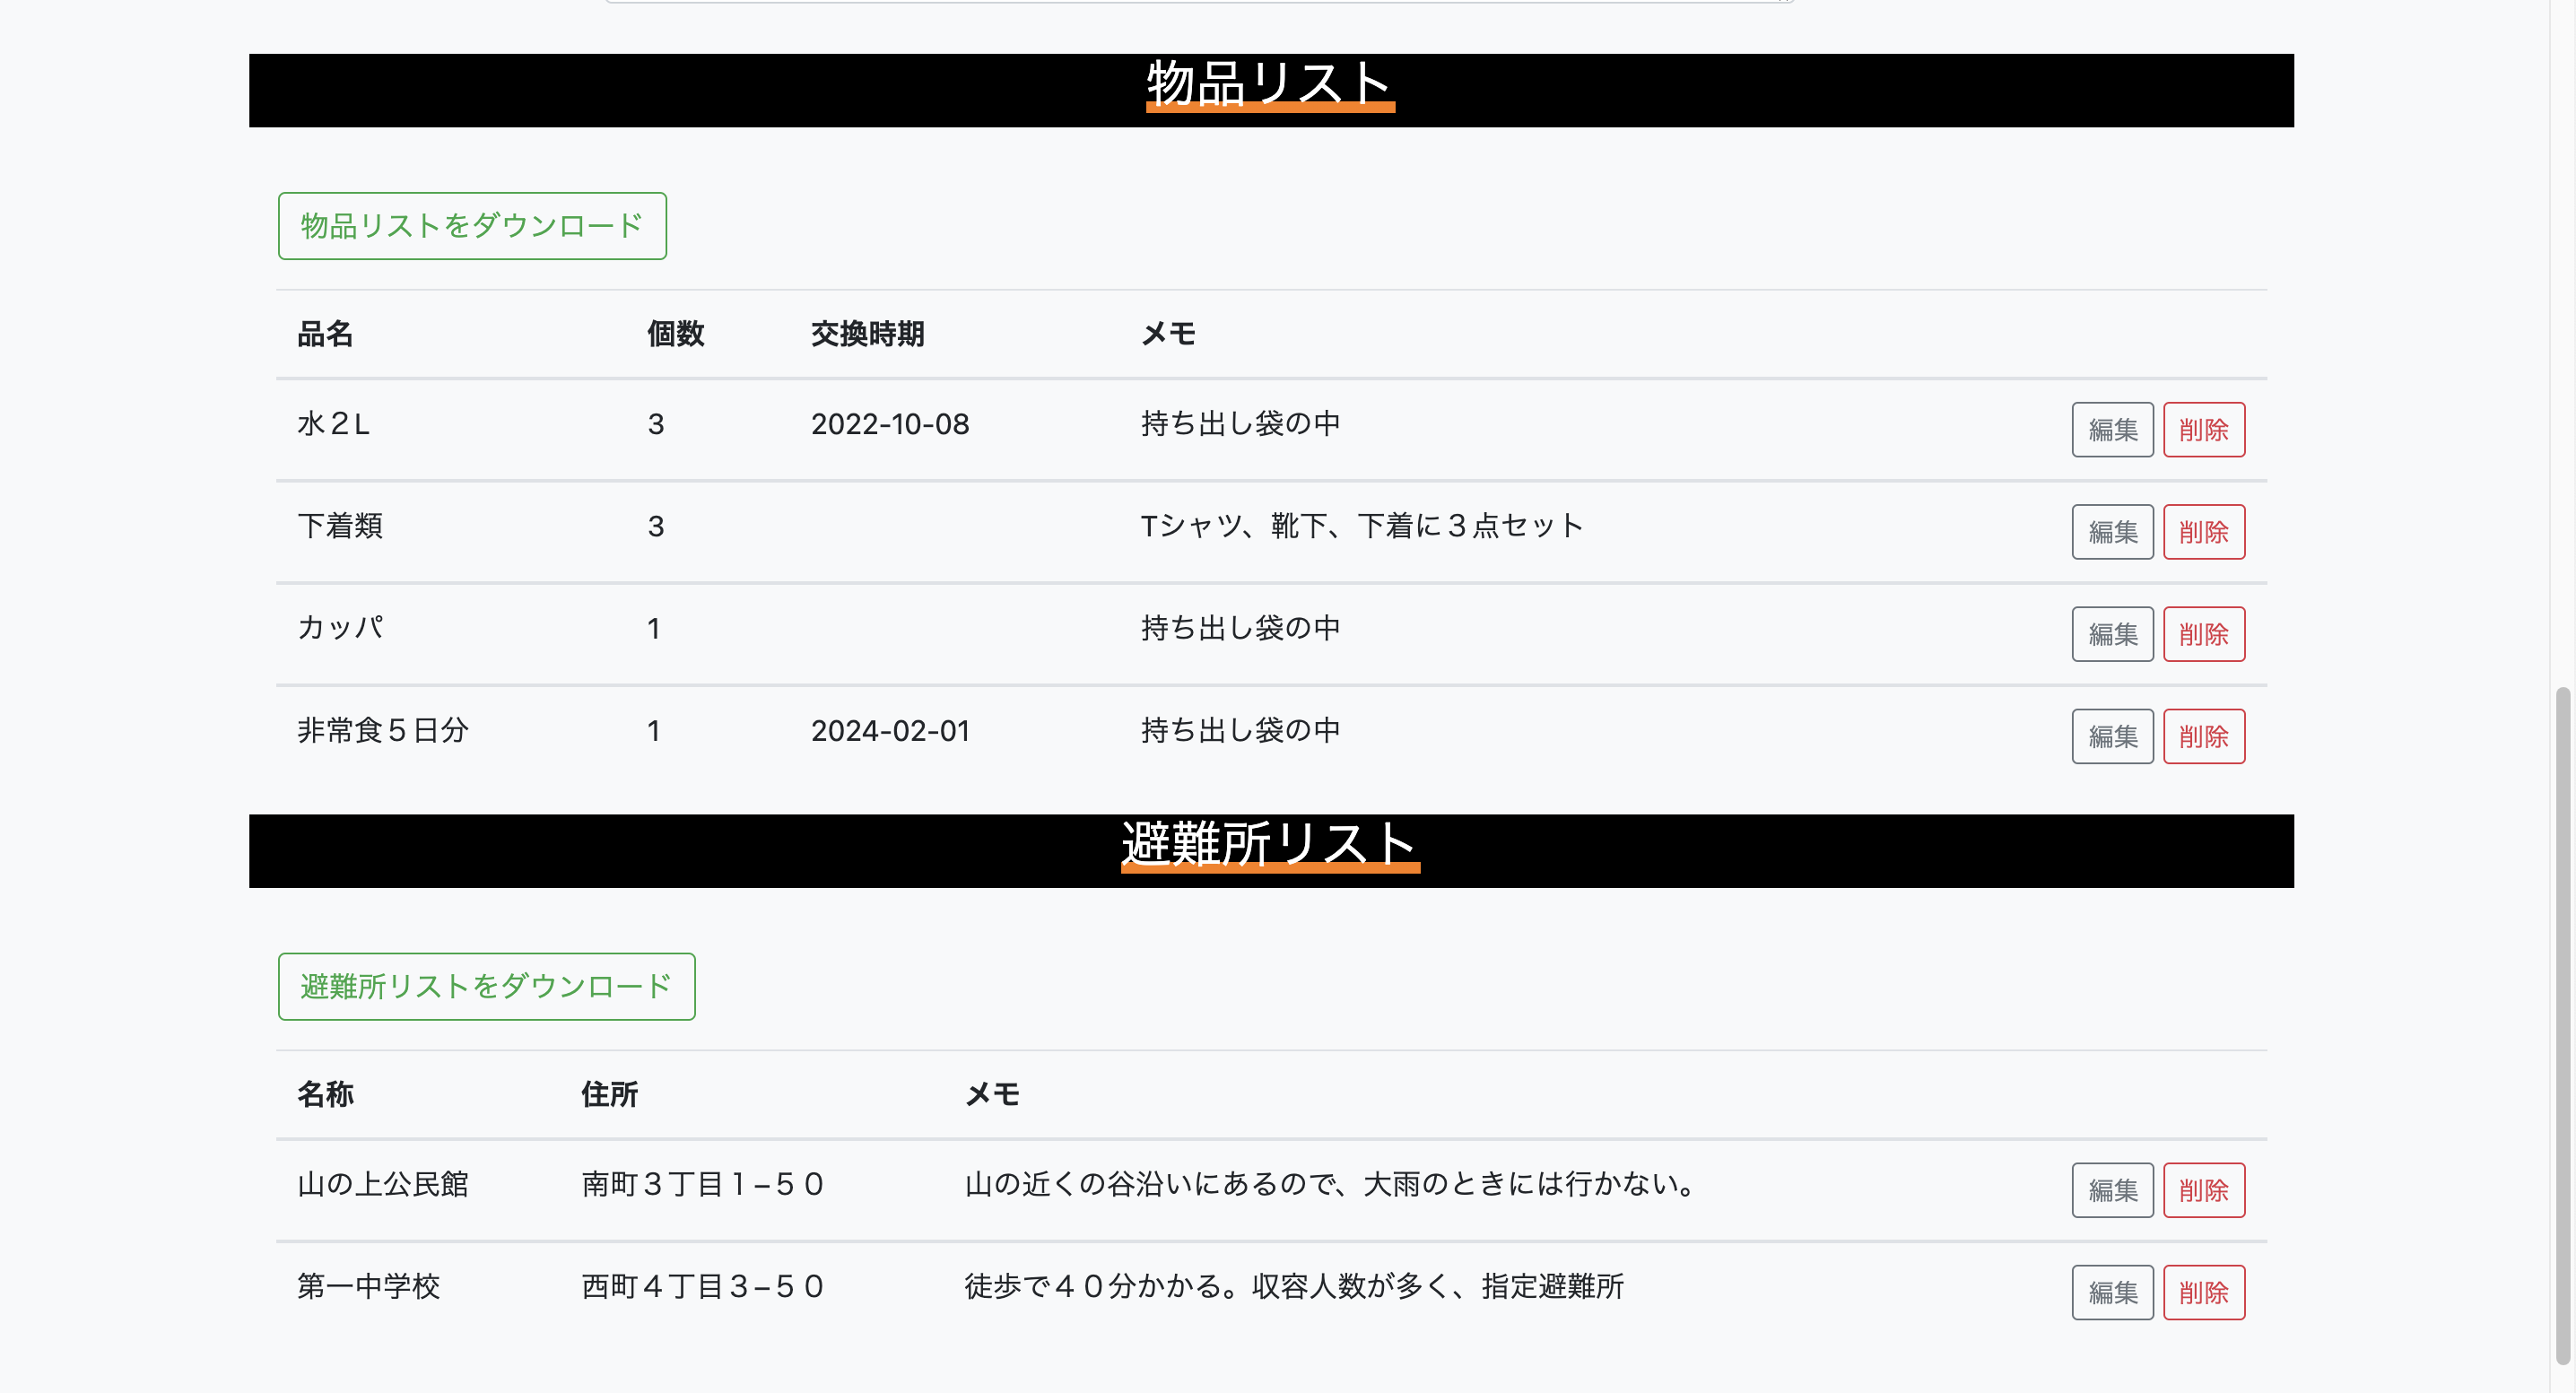 物品リスト
物品リストをダウンロード
品名 個数 交換時期 メモ
水２L 3 2022-10-08 持ち出し袋の中 編集 削除
下着類 3 Tシャツ、靴下、下着に３点セット 編集 削除
カッパ 1 持ち出し袋の中 編集 削除
非常食５日分 1 2024-02-01 持ち出し袋の中 編集 削除
避難所リスト
避難所リストをダウンロード
名称 住所 メモ
山の上公民館 南町３丁目１−５０ 山の近くの谷沿いにあるので、大雨のときには行かない。 編集 削除
第一中学校 西町４丁目３−５０ 徒歩で４０分かかる。収容人数が多く、指定避難所 編集 削除